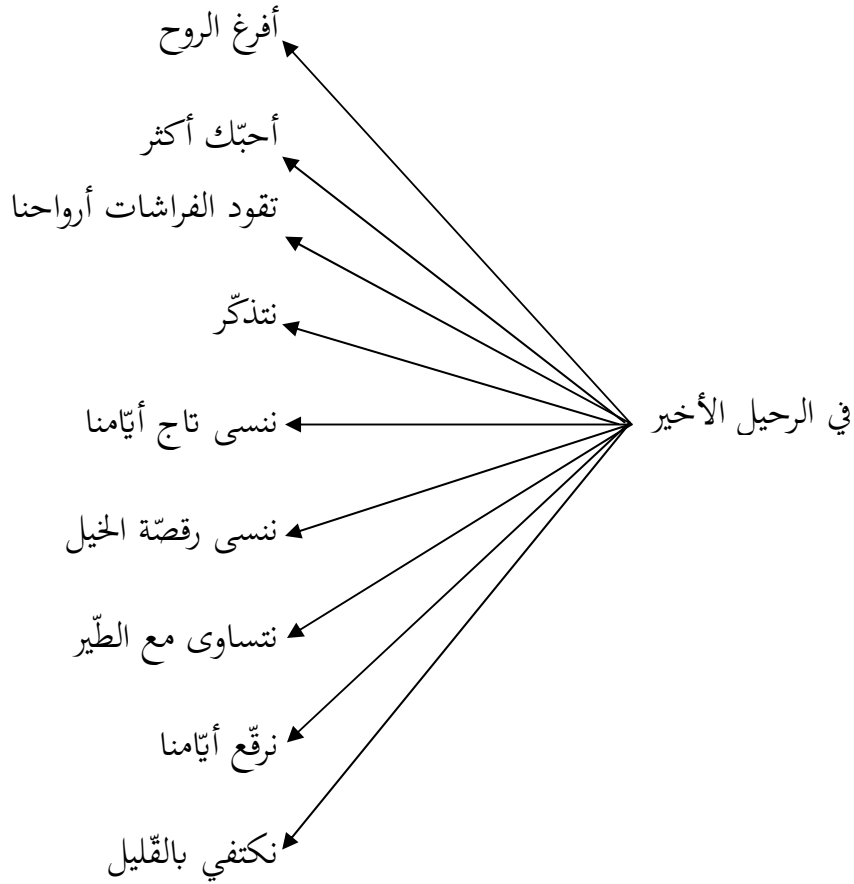 في الرحيل الأخير
أفرغ الروح
أحبّك أكثر
تقود الفراشات أرواحنا
نتذكّر
ننسى تاج أيّامنا
ننسى رقصّة الخيل
نتساوى مع الطّير
نرقّع أيّامنا
نكتفي بالقّليل